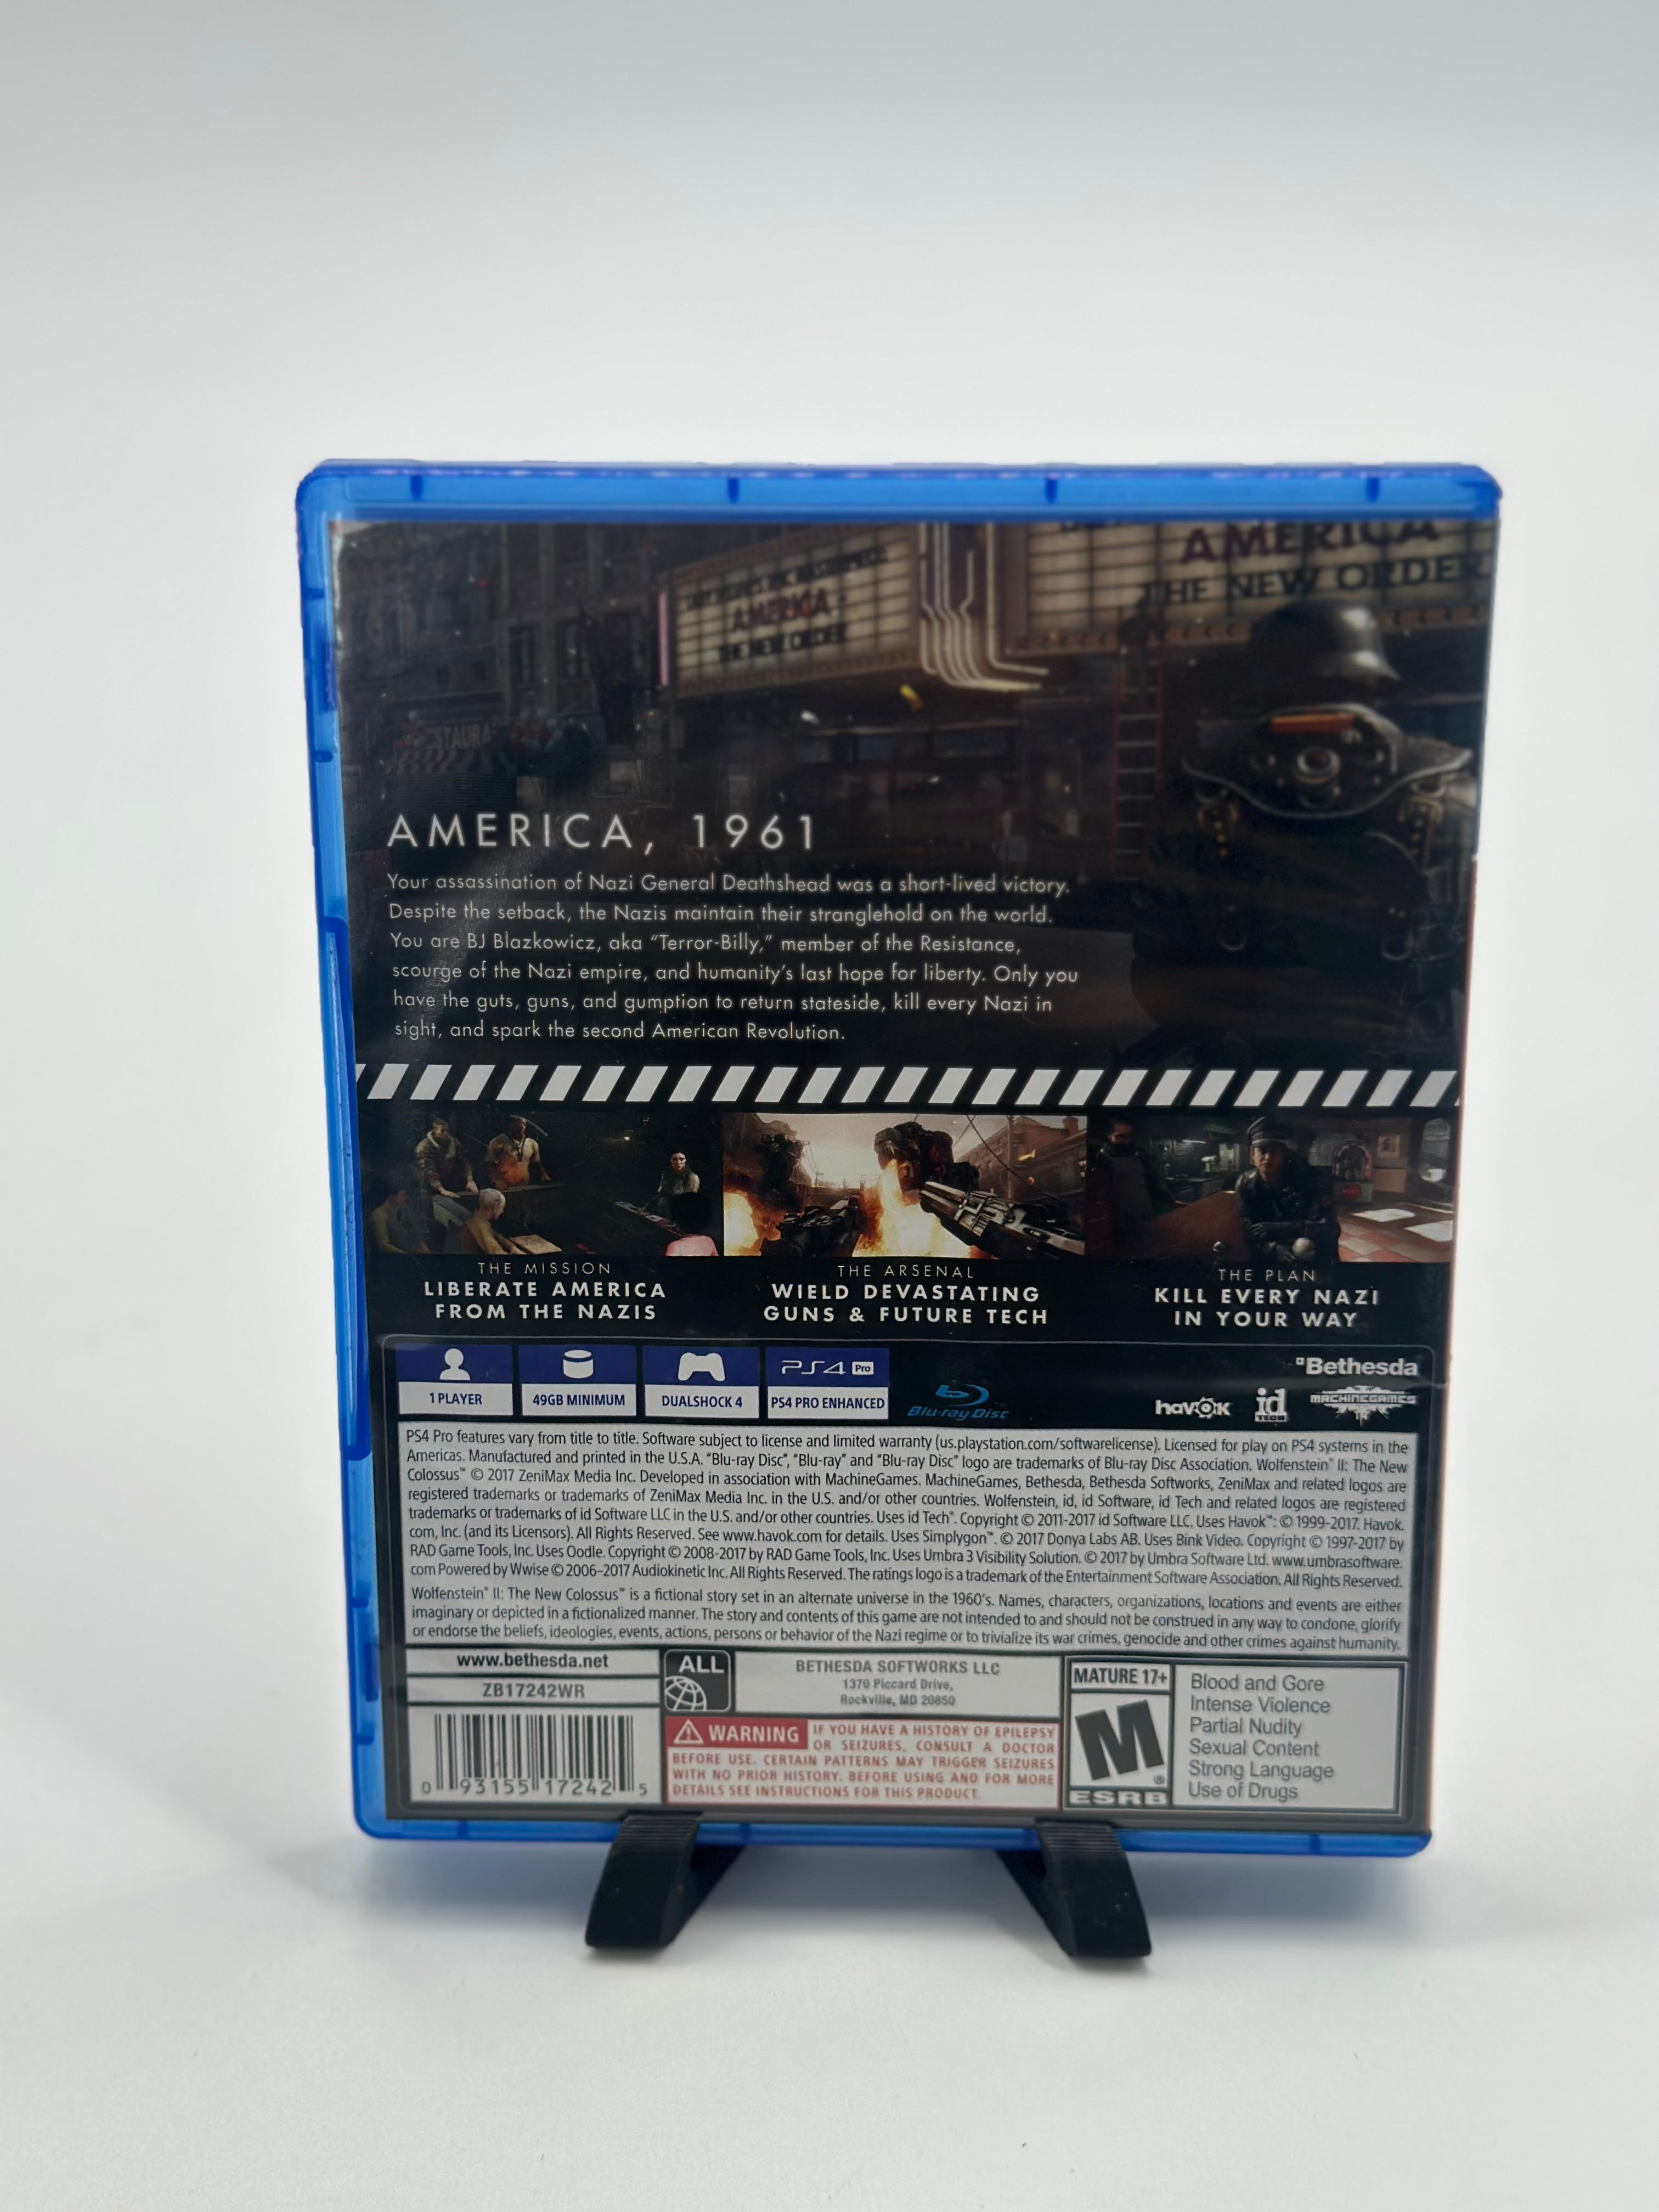 AMERICA
THE NEW ORDER
AMERICA
THE NEW ORDER
AMERICA, 1961
Your assassination of Nazi General Deathshead was a short-lived victory.
Despite the setback, the Nazis maintain their stranglehold on the world.
You are BJ Blazkowicz, aka “Terror-Billy,” member of the Resistance,
scourge of the Nazi empire, and humanity’s last hope for liberty. Only you
have the guts, guns, and gumption to return stateside, kill every Nazi in
sight, and spark the second American Revolution.
THE MISSION
LIBERATE AMERICA
FROM THE NAZIS
THE ARSENAL
WIELD DEVASTATING
GUNS & FUTURE TECH
THE PLAN
KILL EVERY NAZI
IN YOUR WAY
1 PLAYER
49GB MINIMUM
DUALSHOCK 4
PS4 Pro
PS4 PRO ENHANCED
Blu-ray Disc
Bethesda
havok
id
TECH
MACHINEGAMES
PS4 Pro features vary from title to title. Software subject to license and limited warranty (us.playstation.com/softwarelicense). Licensed for play on PS4 systems in the
Americas. Manufactured and printed in the U.S.A. “Blu-ray Disc”, “Blu-ray” and “Blu-ray Disc” logo are trademarks of Blu-ray Disc Association. Wolfenstein® II: The New
Colossus™ © 2017 ZeniMax Media Inc. Developed in association with MachineGames. MachineGames, Bethesda, Bethesda Softworks, ZeniMax and related logos are
registered trademarks or trademarks of ZeniMax Media Inc. in the U.S. and/or other countries. Wolfenstein, id, id Software, id Tech and related logos are registered
trademarks or trademarks of id Software LLC in the U.S. and/or other countries. Uses id Tech®. Copyright © 2011-2017 id Software LLC. Uses Havok™: © 1999-2017. Havok.
com, Inc. (and its Licensors). All Rights Reserved. See www.havok.com for details. Uses Simplygon™. © 2017 Donya Labs AB. Uses Bink Video. Copyright © 1997-2017 by
RAD Game Tools, Inc. Uses Oodle. Copyright © 2008-2017 by RAD Game Tools, Inc. Uses Umbra 3 Visibility Solution. © 2017 by Umbra Software Ltd. www.umbrasoftware.
com Powered by Wwise © 2006–2017 Audiokinetic Inc. All Rights Reserved. The ratings logo is a trademark of the Entertainment Software Association. All Rights Reserved.
Wolfenstein® II: The New Colossus™ is a fictional story set in an alternate universe in the 1960’s. Names, characters, organizations, locations and events are either
imaginary or depicted in a fictionalized manner. The story and contents of this game are not intended to and should not be construed in any way to condone, glorify
or endorse the beliefs, ideologies, events, actions, persons or behavior of the Nazi regime or to trivialize its war crimes, genocide and other crimes against humanity.
www.bethesda.net
ZB17242WR
0 93155 17242 5
ALL
BETHESDA SOFTWORKS LLC
1370 Piccard Drive,
Rockville, MD 20850
WARNING IF YOU HAVE A HISTORY OF EPILEPSY
OR SEIZURES, CONSULT A DOCTOR
BEFORE USE. CERTAIN PATTERNS MAY TRIGGER SEIZURES
WITH NO PRIOR HISTORY. BEFORE USING AND FOR MORE
DETAILS SEE INSTRUCTIONS FOR THIS PRODUCT.
MATURE 17+
M
®
ESRB
Blood and Gore
Intense Violence
Partial Nudity
Sexual Content
Strong Language
Use of Drugs